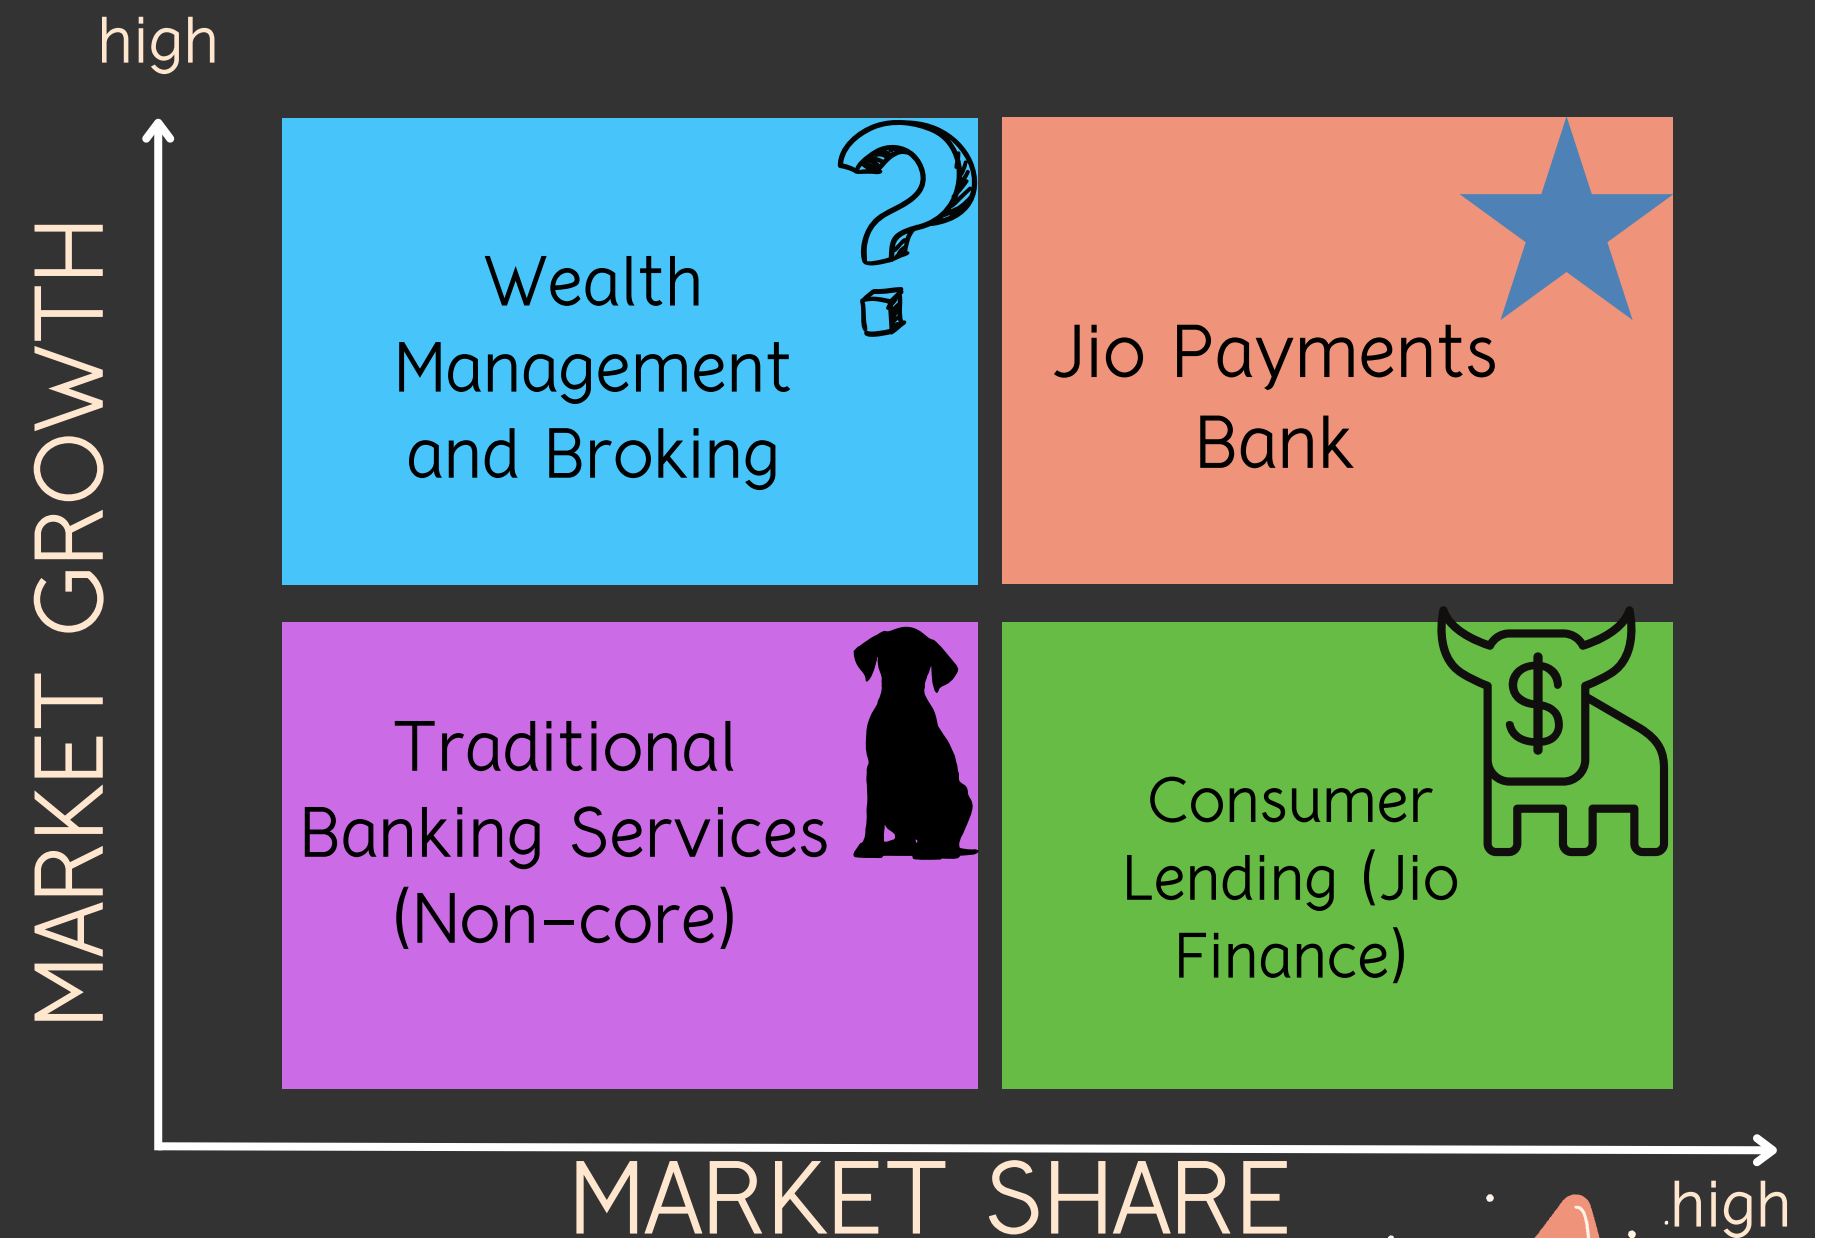 high
MARKET GROWTH
Wealth
Management
and Broking
Jio Payments
Bank
Traditional
Banking Services
(Non-core)
Consumer
Lending (Jio
Finance)
$
MARKET SHARE
high